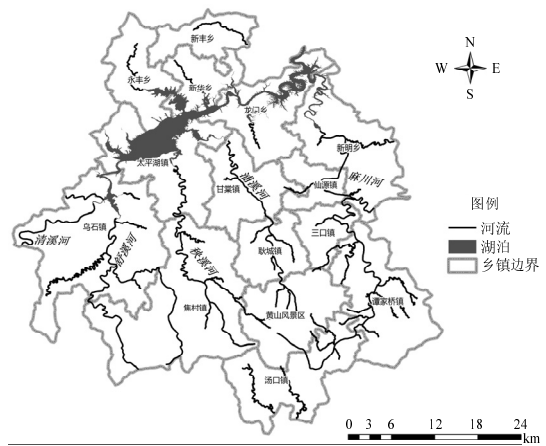 新丰乡
永丰乡
新华乡
龙门乡
N
W E
S
太平湖镇
新明乡
甘棠镇
浦溪河
仙源镇
麻川河
图例
河流
湖泊
乡镇边界
清溪河
乌石镇
舒溪河
秧溪河
耿城镇
三口镇
焦村镇
黄山风景区
谭家桥镇
汤口镇
0 3 6 12 18 24
km